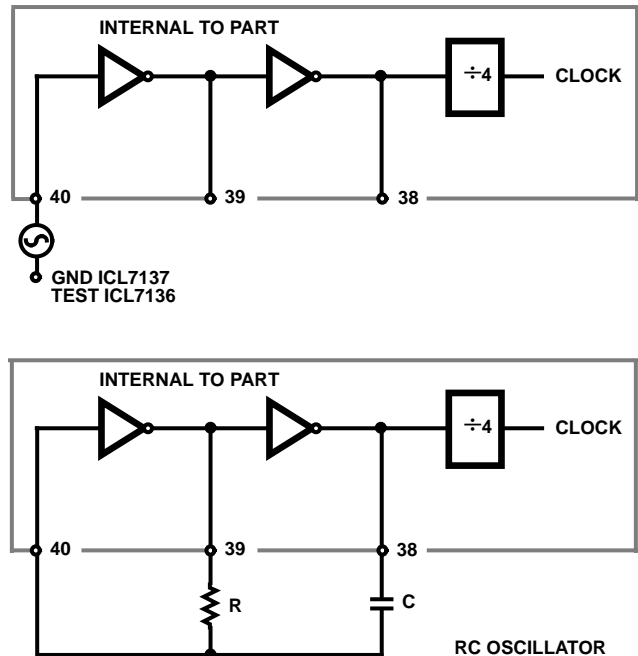 INTERNAL TO PART
÷4
CLOCK
40
39
38
GND ICL7137
TEST ICL7136
INTERNAL TO PART
÷4
CLOCK
40
39
38
R
C
RC OSCILLATOR